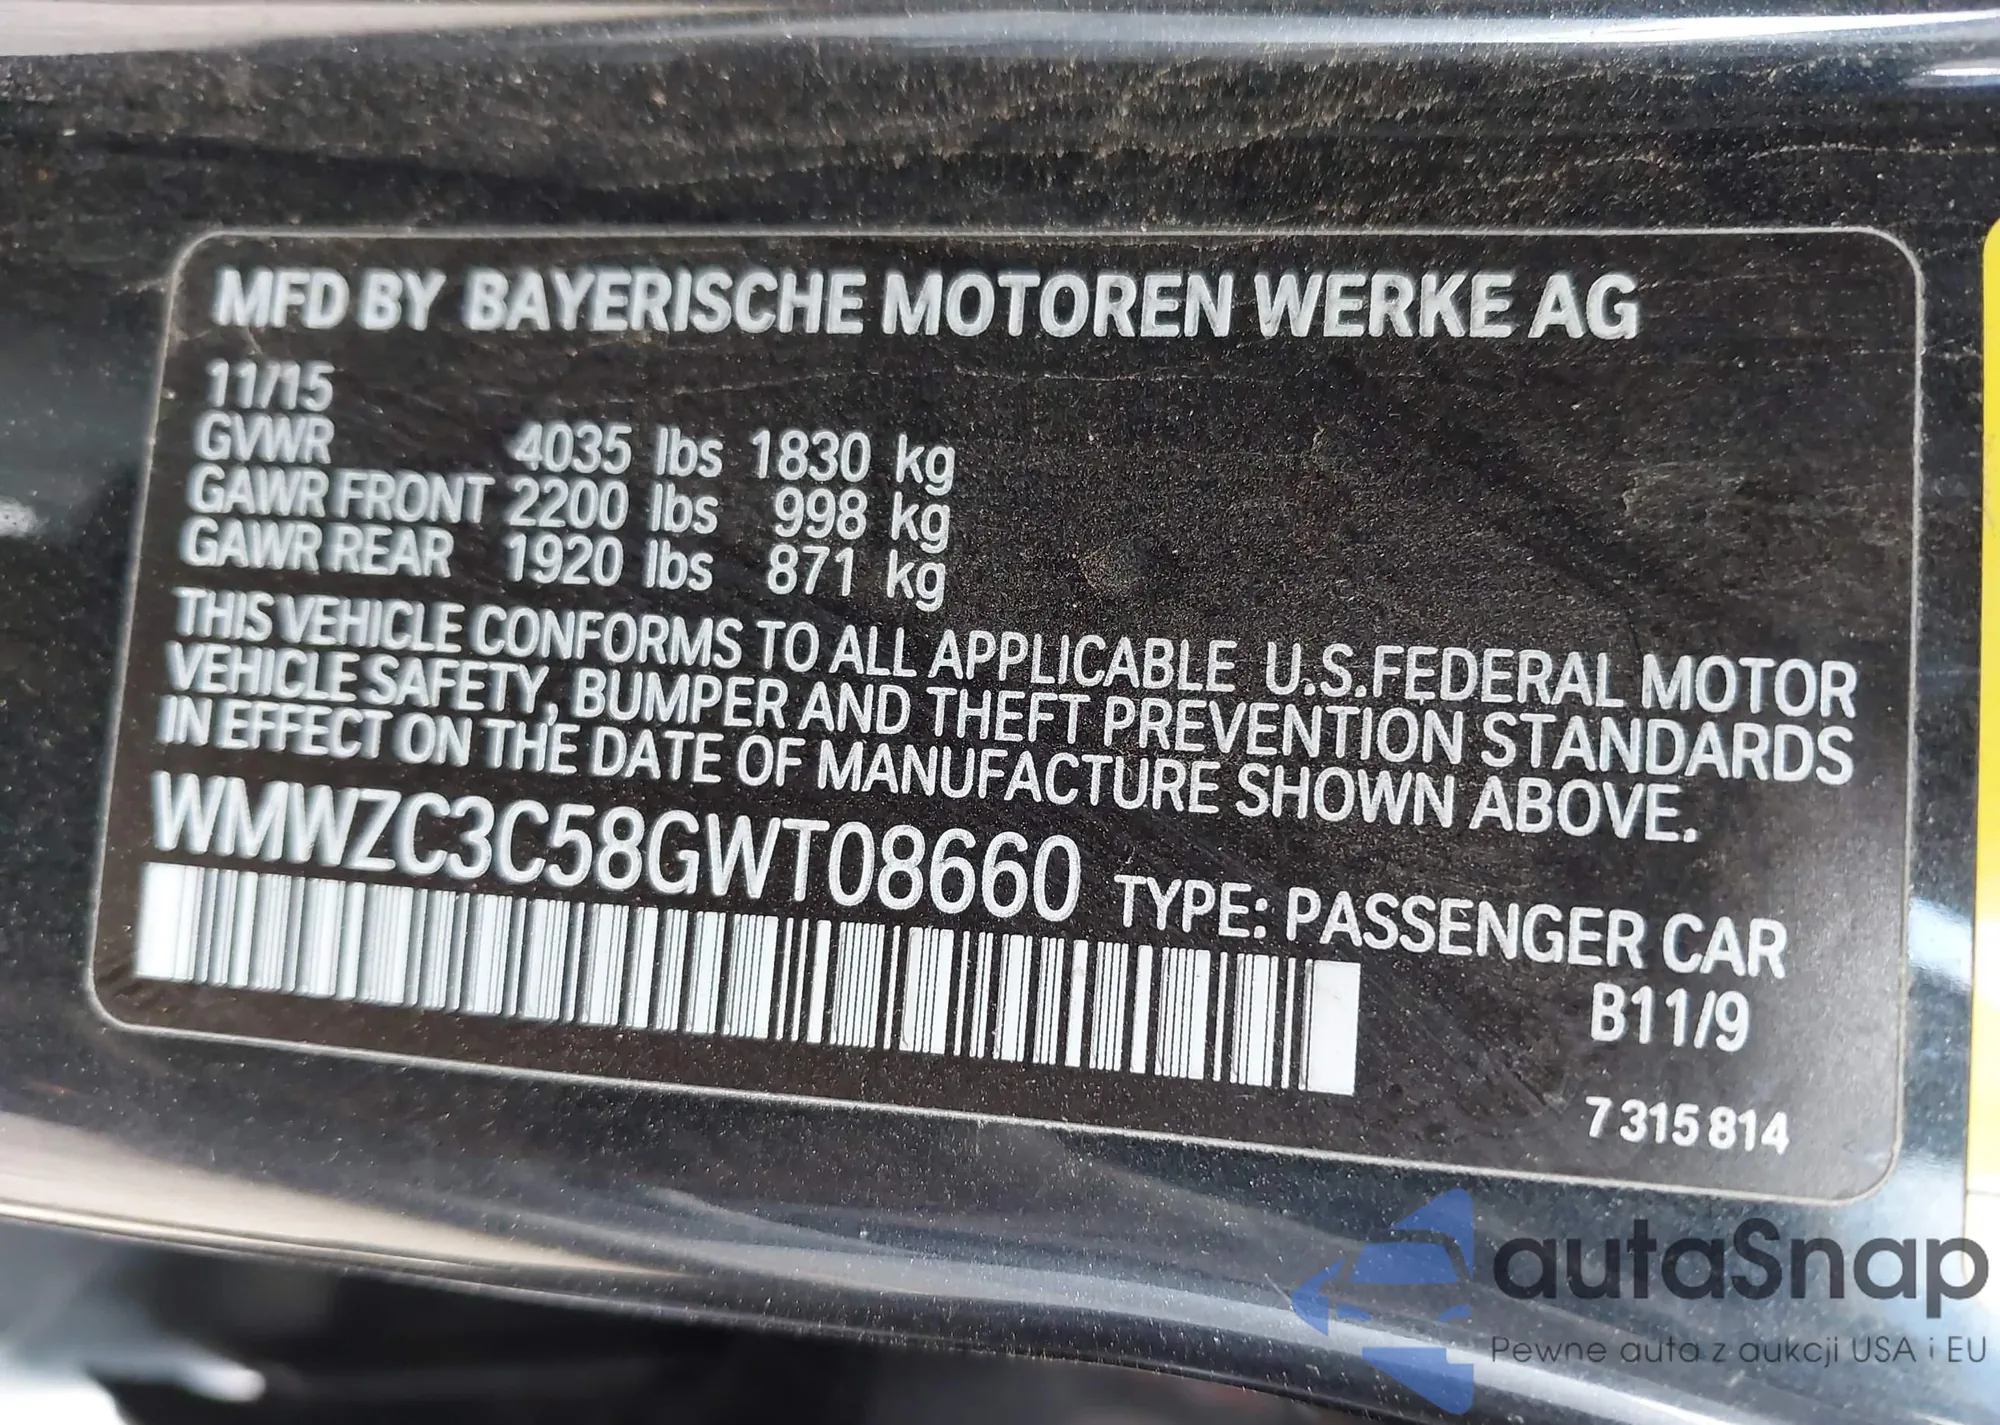 MFD BY BAYERISCHE MOTOREN WERKE AG
11/15
GVWR 4035 lbs 1830 kg
GAWR FRONT 2200 lbs 998 kg
GAWR REAR 1920 lbs 871 kg
THIS VEHICLE CONFORMS TO ALL APPLICABLE U.S.FEDERAL MOTOR
VEHICLE SAFETY, BUMPER AND THEFT PREVENTION STANDARDS
IN EFFECT ON THE DATE OF MANUFACTURE SHOWN ABOVE.
WMWZC3C58GWT08660 TYPE: PASSENGER CAR
B11/9
7 315 814
autaSnap
Pewne auta z aukcji USA i EU